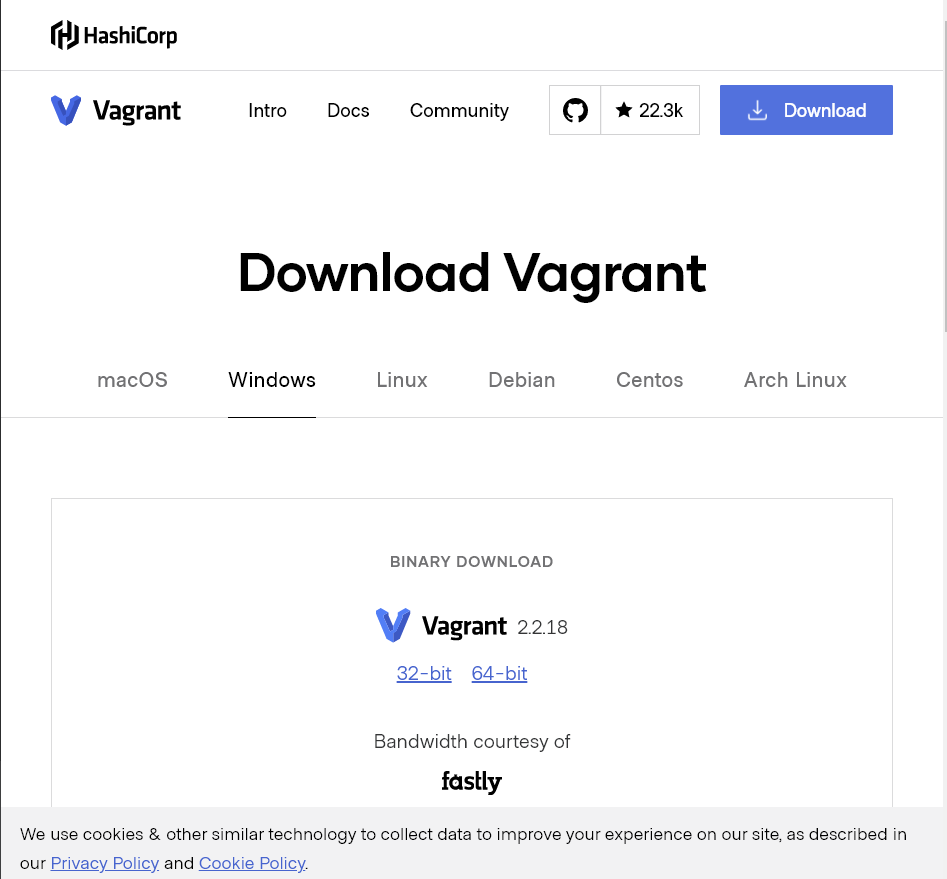 HashiCorp
Vagrant Intro Docs Community 22.3k Download
Download Vagrant
macOS Windows Linux Debian Centos Arch Linux
BINARY DOWNLOAD
Vagrant 2.2.18
32-bit 64-bit
Bandwidth courtesy of
fastly
We use cookies & other similar technology to collect data to improve your experience on our site, as described in
our Privacy Policy and Cookie Policy.